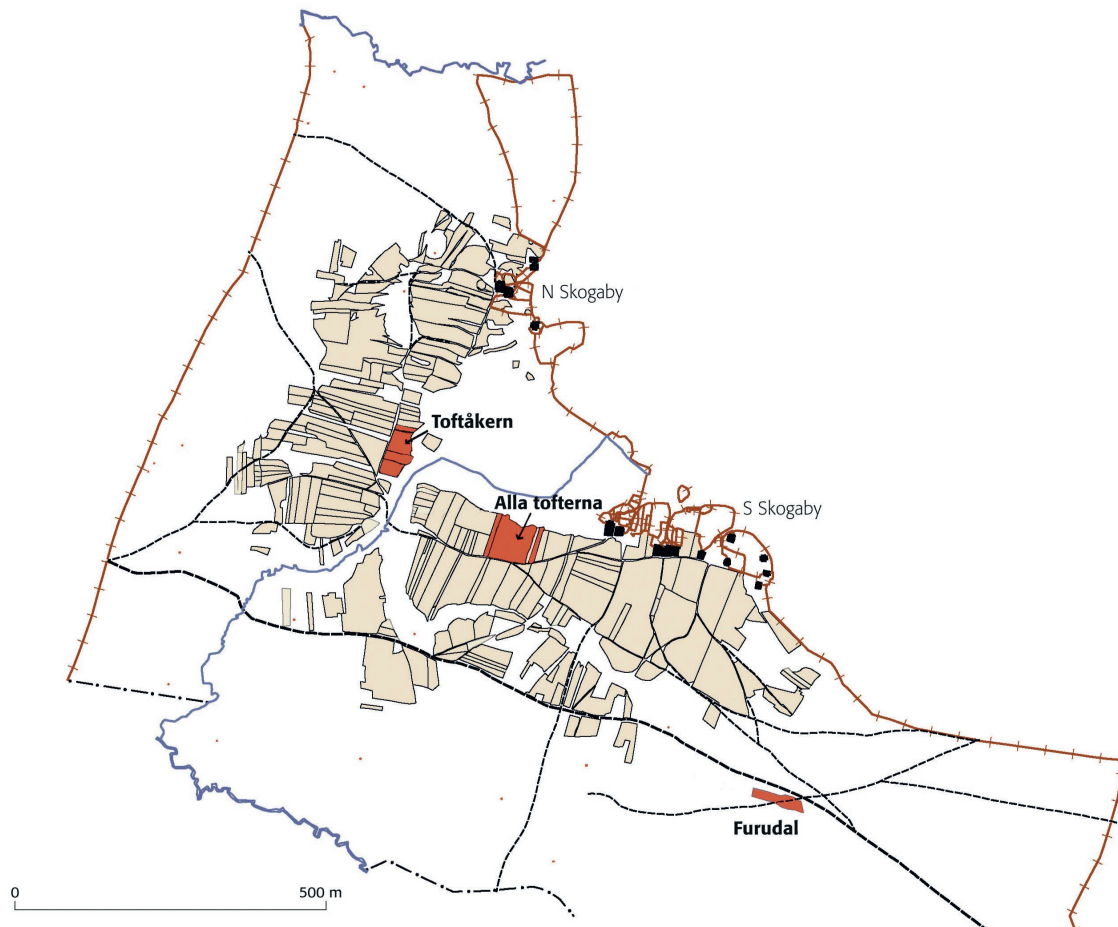 N Skogaby
Toftåkern
Alla tofterna
S Skogaby
Furudal
0 500 m